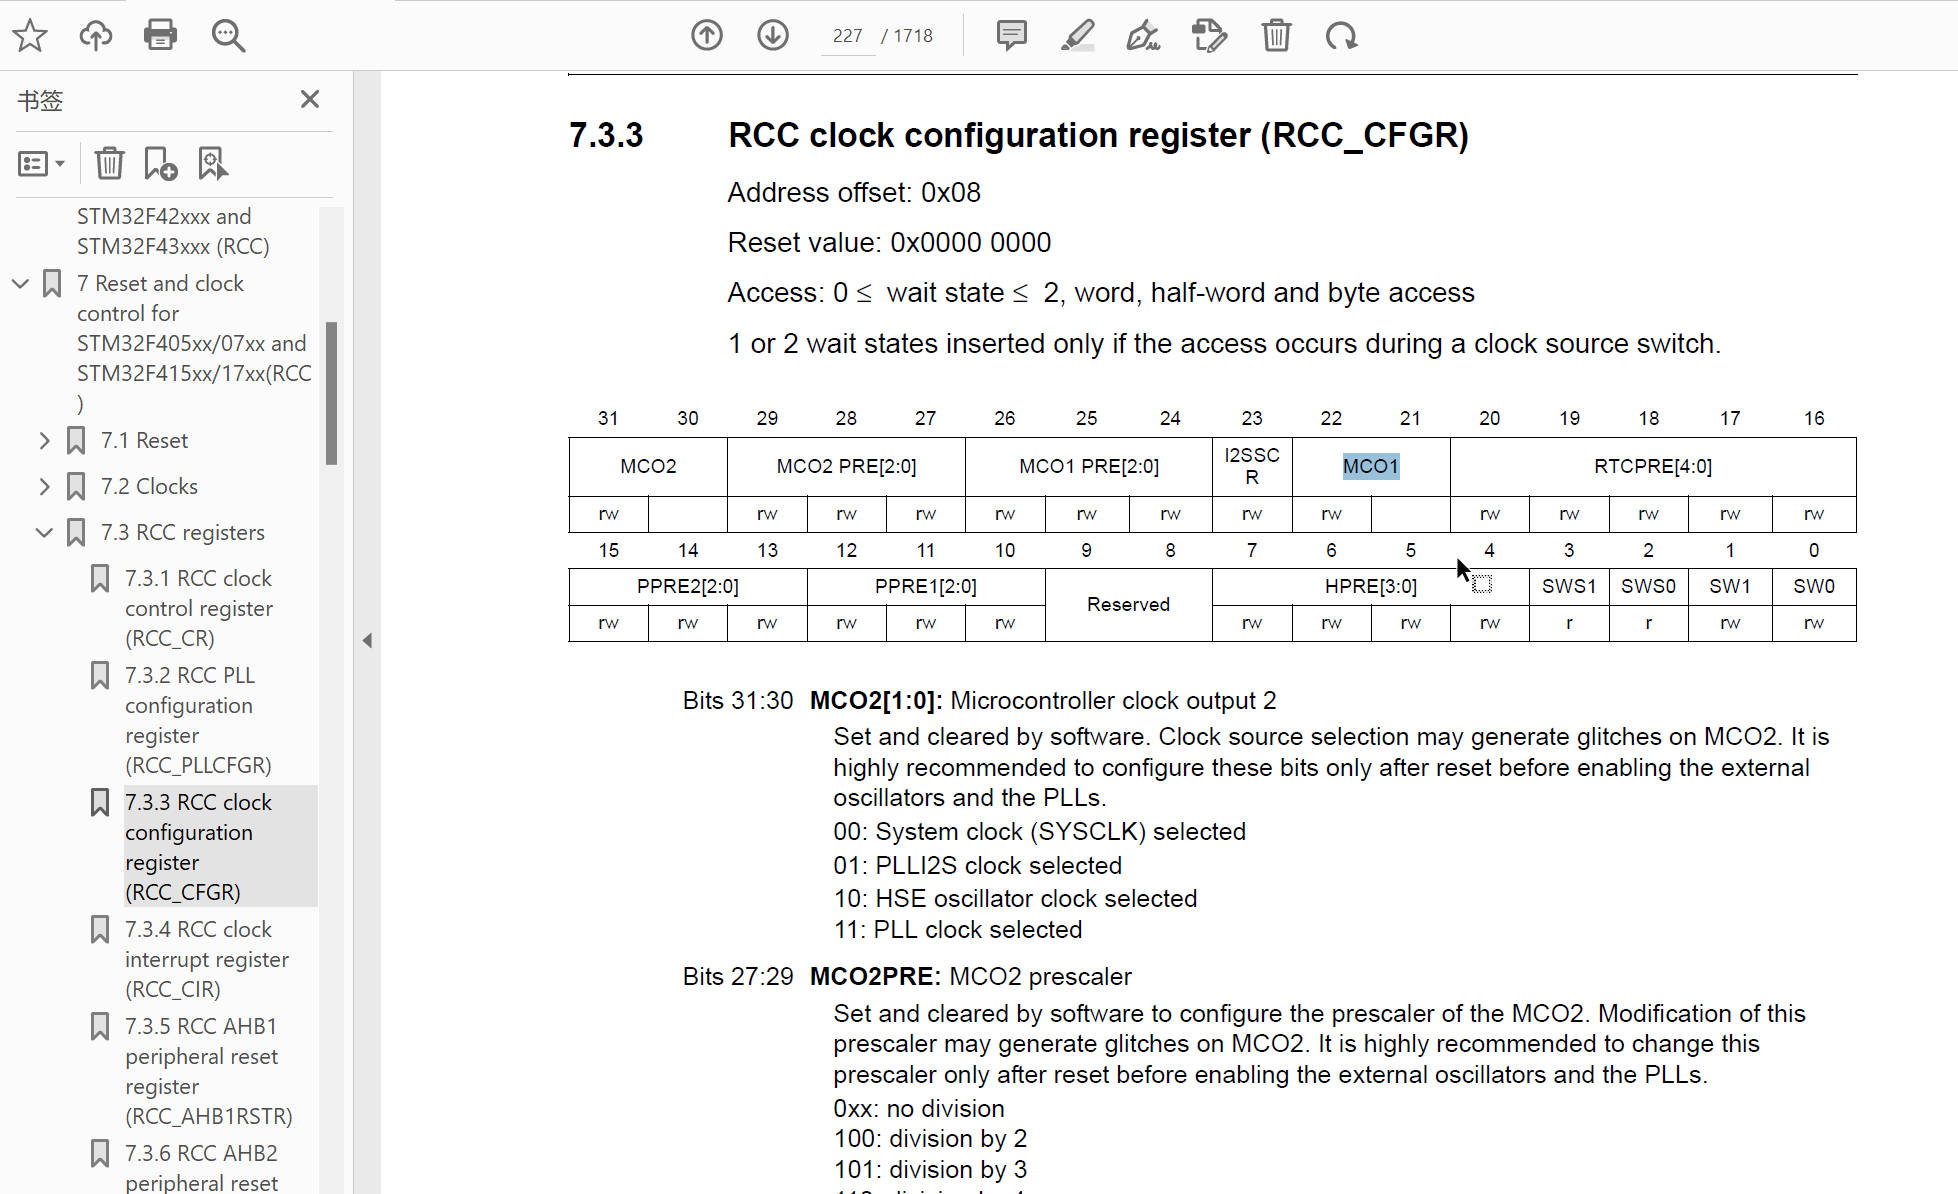 227 / 1718
书签
STM32F42xxx and
STM32F43xxx (RCC)
7 Reset and clock
control for
STM32F405xx/07xx and
STM32F415xx/17xx(RCC
)
7.1 Reset
7.2 Clocks
7.3 RCC registers
7.3.1 RCC clock
control register
(RCC_CR)
7.3.2 RCC PLL
configuration
register
(RCC_PLLCFGR)
7.3.3 RCC clock
configuration
register
(RCC_CFGR)
7.3.4 RCC clock
interrupt register
(RCC_CIR)
7.3.5 RCC AHB1
peripheral reset
register
(RCC_AHB1RSTR)
7.3.6 RCC AHB2
peripheral reset
7.3.3 RCC clock configuration register (RCC_CFGR)
Address offset: 0x08
Reset value: 0x0000 0000
Access: 0 ≤ wait state ≤ 2, word, half-word and byte access
1 or 2 wait states inserted only if the access occurs during a clock source switch.
31 30 29 28 27 26 25 24 23 22 21 20 19 18 17 16
MCO2 MCO2 PRE[2:0] MCO1 PRE[2:0] I2SSC
R MCO1 RTCPRE[4:0]
rw rw rw rw rw rw rw rw rw rw rw rw rw rw
15 14 13 12 11 10 9 8 7 6 5 4 3 2 1 0
PPRE2[2:0] PPRE1[2:0] Reserved HPRE[3:0] SWS1 SWS0 SW1 SW0
rw rw rw rw rw rw rw rw rw rw r r rw rw
Bits 31:30 MCO2[1:0]: Microcontroller clock output 2
Set and cleared by software. Clock source selection may generate glitches on MCO2. It is
highly recommended to configure these bits only after reset before enabling the external
oscillators and the PLLs.
00: System clock (SYSCLK) selected
01: PLLI2S clock selected
10: HSE oscillator clock selected
11: PLL clock selected
Bits 27:29 MCO2PRE: MCO2 prescaler
Set and cleared by software to configure the prescaler of the MCO2. Modification of this
prescaler may generate glitches on MCO2. It is highly recommended to change this
prescaler only after reset before enabling the external oscillators and the PLLs.
0xx: no division
100: division by 2
101: division by 3